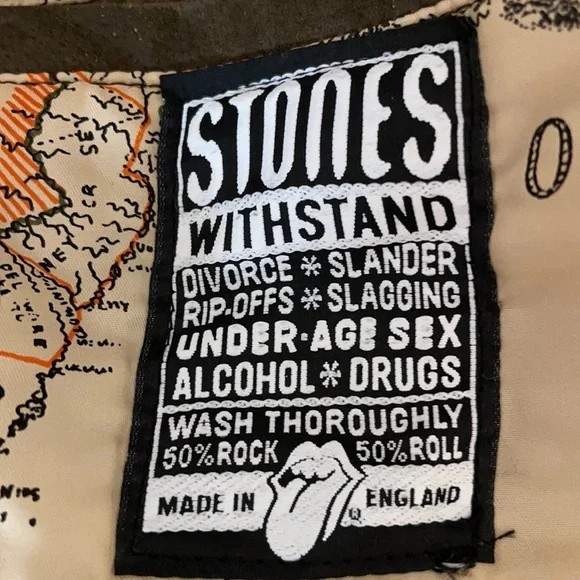 STONES
WITHSTAND
DIVORCE * SLANDER
RIP-OFFS * SLAGGING
UNDER-AGE SEX
ALCOHOL * DRUGS
WASH THOROUGHLY
50% ROCK 50% ROLL
MADE IN ENGLAND
®
O